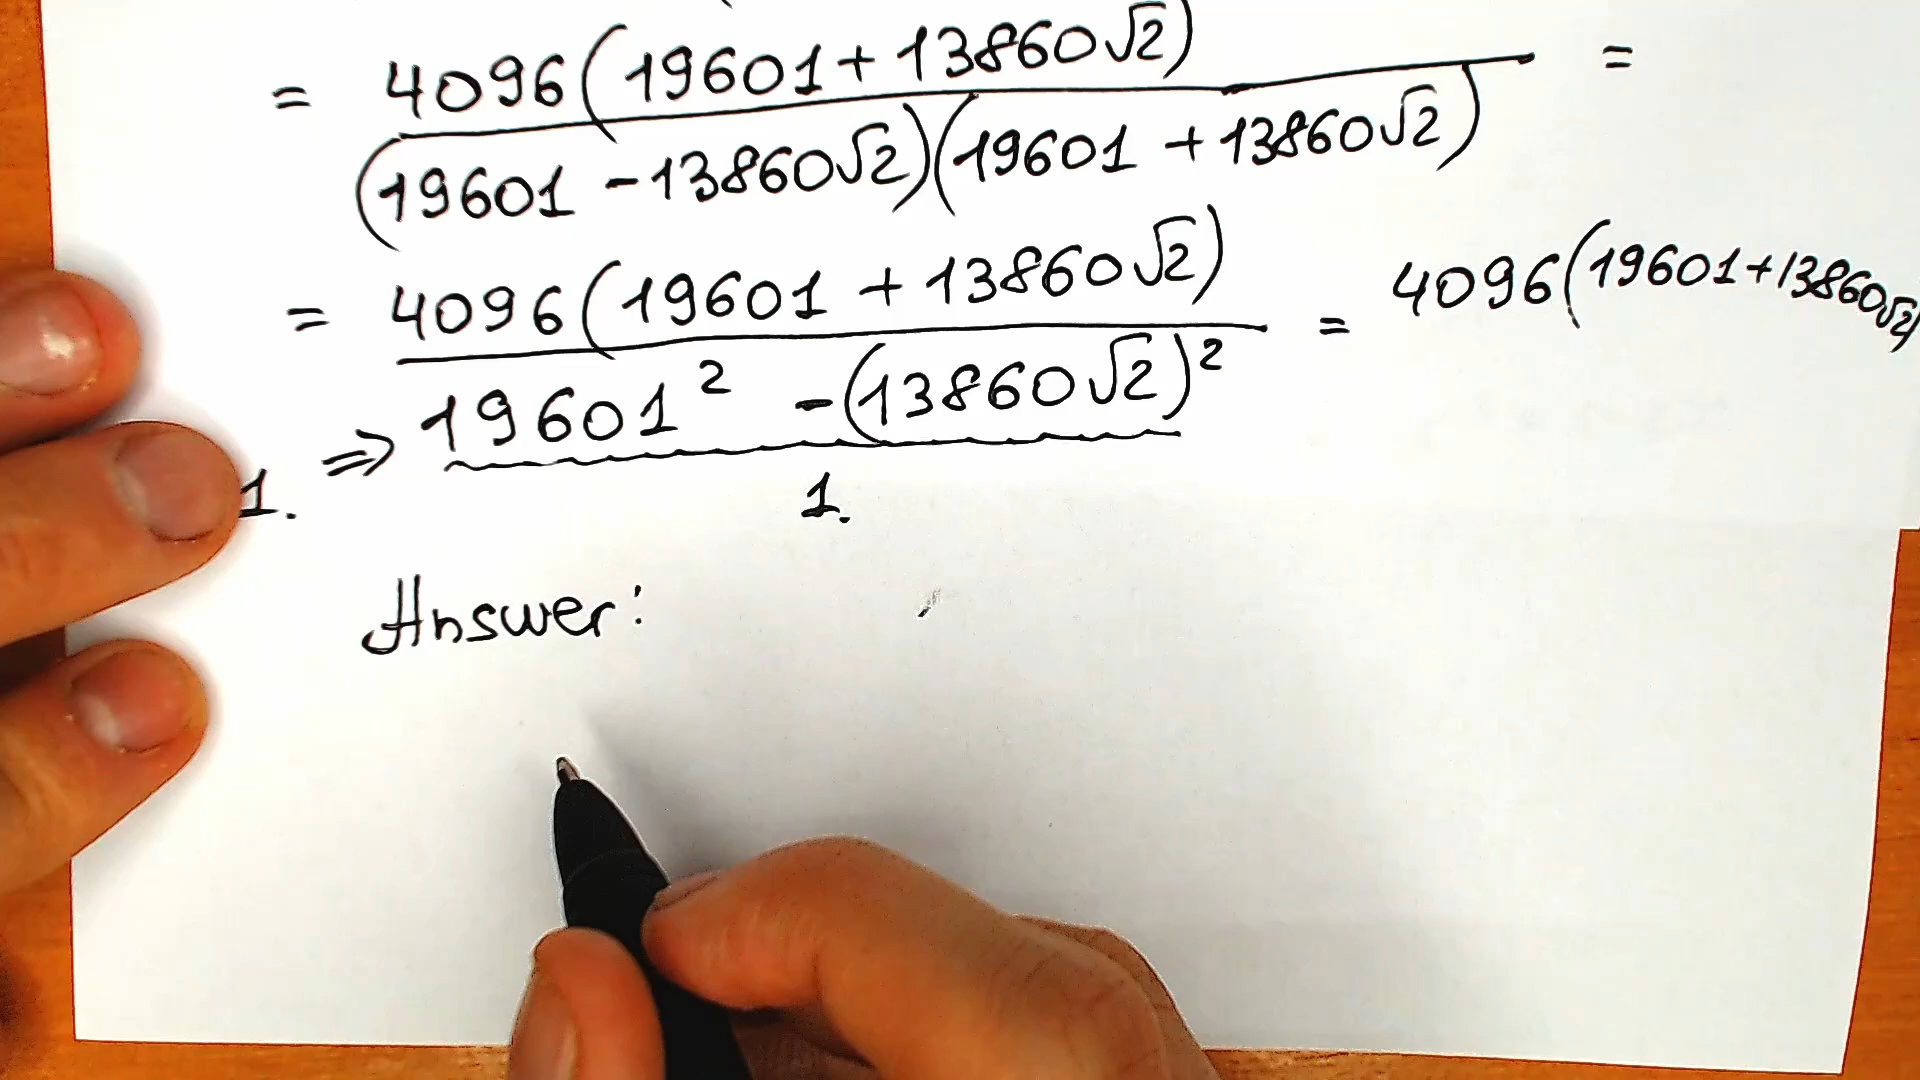 = 4096(19601+13860√2) =
(19601-13860√2)(19601+13860√2)
= 4096(19601+13860√2) = 4096(19601+13860√2)
19601² -(13860√2)²
1. ⇒
1.
Answer: